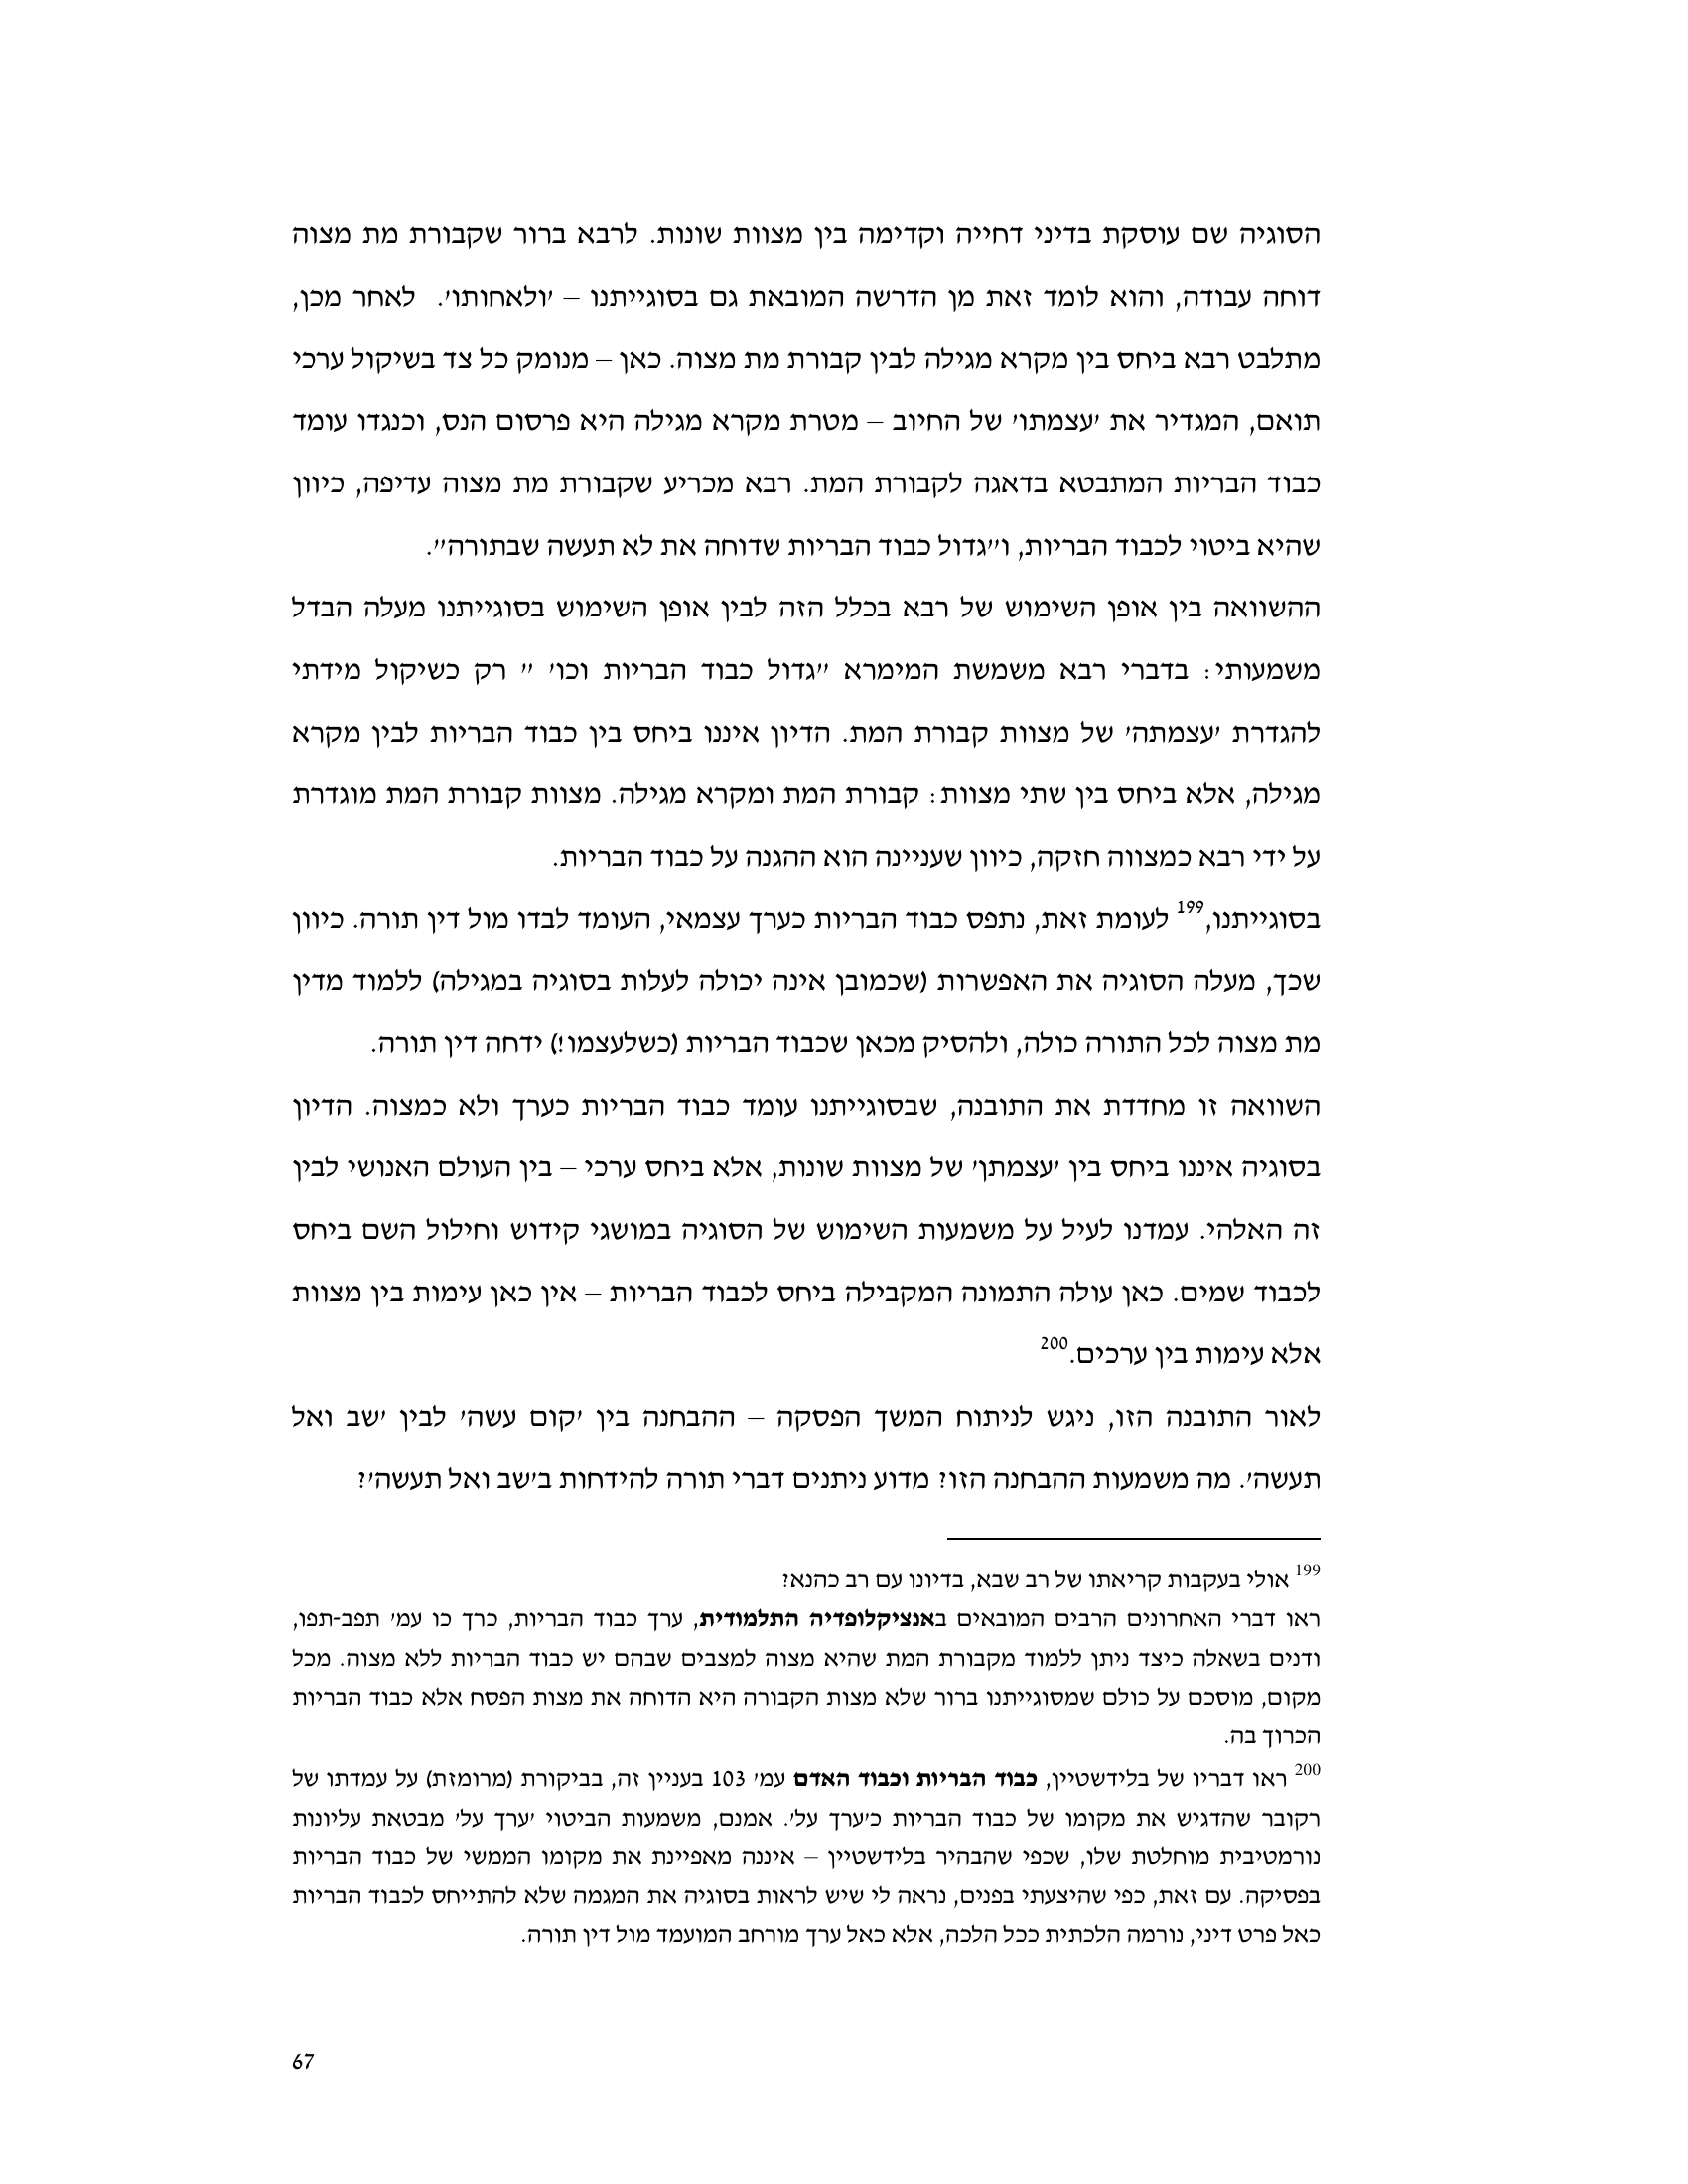 הסוגיה שם עוסקת בדיני דחייה וקדימה בין מצוות שונות. לרבא ברור שקבורת מת מצוה
דוחה עבודה, והוא לומד זאת מן הדרשה המובאת גם בסוגייתנו – 'ולאחותו'. לאחר מכן,
מתלבט רבא ביחס בין מקרא מגילה לבין קבורת מת מצוה. כאן – מנומק כל צד בשיקול ערכי
תואם, המגדיר את 'עצמתו' של החיוב – מטרת מקרא מגילה היא פרסום הנס, וכנגדו עומד
כבוד הבריות המתבטא בדאגה לקבורת המת. רבא מכריע שקבורת מת מצוה עדיפה, כיוון
שהיא ביטוי לכבוד הבריות, ו"גדול כבוד הבריות שדוחה את לא תעשה שבתורה".
ההשוואה בין אופן השימוש של רבא בכלל הזה לבין אופן השימוש בסוגייתנו מעלה הבדל
משמעותי: בדברי רבא משמשת המימרא "גדול כבוד הבריות וכו' " רק כשיקול מידתי
להגדרת 'עצמתה' של מצוות קבורת המת. הדיון איננו ביחס בין כבוד הבריות לבין מקרא
מגילה, אלא ביחס בין שתי מצוות: קבורת המת ומקרא מגילה. מצוות קבורת המת מוגדרת
על ידי רבא כמצווה חזקה, כיוון שעניינה הוא ההגנה על כבוד הבריות.
בסוגייתנו,199 לעומת זאת, נתפס כבוד הבריות כערך עצמאי, העומד לבדו מול דין תורה. כיוון
שכך, מעלה הסוגיה את האפשרות (שכמובן אינה יכולה לעלות בסוגיה במגילה) ללמוד מדין
מת מצוה לכל התורה כולה, ולהסיק מכאן שכבוד הבריות (כשלעצמו!) ידחה דין תורה.
השוואה זו מחדדת את התובנה, שבסוגייתנו עומד כבוד הבריות כערך ולא כמצוה. הדיון
בסוגיה איננו ביחס בין 'עצמתן' של מצוות שונות, אלא ביחס ערכי – בין העולם האנושי לבין
זה האלהי. עמדנו לעיל על משמעות השימוש של הסוגיה במושגי קידוש וחילול השם ביחס
לכבוד שמים. כאן עולה התמונה המקבילה ביחס לכבוד הבריות – אין כאן עימות בין מצוות
אלא עימות בין ערכים.200
לאור התובנה הזו, ניגש לניתוח המשך הפסקה – ההבחנה בין 'קום עשה' לבין 'שב ואל
תעשה'. מה משמעות ההבחנה הזו? מדוע ניתנים דברי תורה להידחות ב'שב ואל תעשה'?
199 אולי בעקבות קריאתו של רב שבא, בדיונו עם רב כהנא?
ראו דברי האחרונים הרבים המובאים באנציקלופדיה התלמודית, ערך כבוד הבריות, כרך כו עמ' תפב-תפו,
ודנים בשאלה כיצד ניתן ללמוד מקבורת המת שהיא מצוה למצבים שבהם יש כבוד הבריות ללא מצוה. מכל
מקום, מוסכם על כולם שמסוגייתנו ברור שלא מצות הקבורה היא הדוחה את מצות הפסח אלא כבוד הבריות
הכרוך בה.
200 ראו דבריו של בלידשטיין, כבוד הבריות וכבוד האדם עמ' 103 בעניין זה, בביקורת (מרומזת) על עמדתו של
רקובר שהדגיש את מקומו של כבוד הבריות כ'ערך על'. אמנם, משמעות הביטוי 'ערך על' מבטאת עליונות
נורמטיבית מוחלטת שלו, שכפי שהבהיר בלידשטיין – איננה מאפיינת את מקומו הממשי של כבוד הבריות
בפסיקה. עם זאת, כפי שהיצעתי בפנים, נראה לי שיש לראות בסוגיה את המגמה שלא להתייחס לכבוד הבריות
כאל פרט דיני, נורמה הלכתית ככל הלכה, אלא כאל ערך מורחב המועמד מול דין תורה.
67